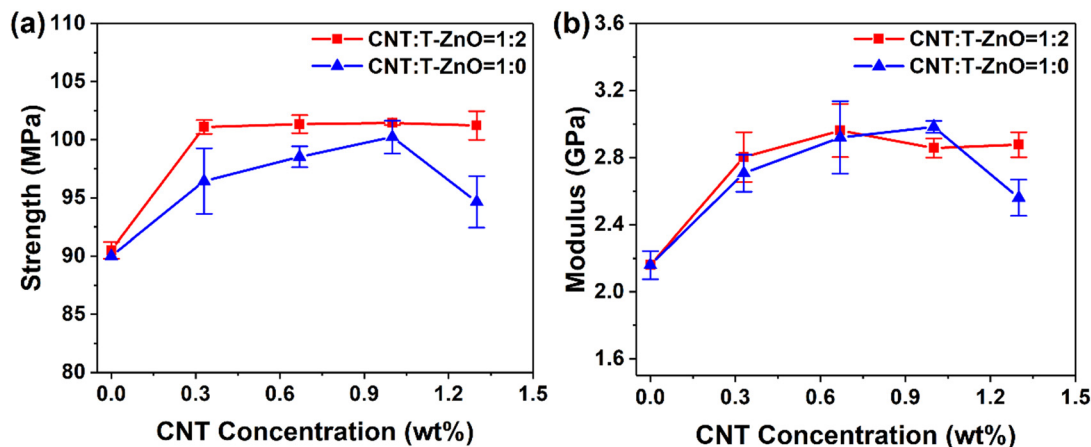 (a)
CNT:T-ZnO=1:2
CNT:T-ZnO=1:0
Strength (MPa)
110
105
100
95
90
85
80
0.0 0.3 0.6 0.9 1.2 1.5
CNT Concentration (wt%)
(b)
CNT:T-ZnO=1:2
CNT:T-ZnO=1:0
Modulus (GPa)
3.6
3.2
2.8
2.4
2.0
1.6
0.0 0.3 0.6 0.9 1.2 1.5
CNT Concentration (wt%)